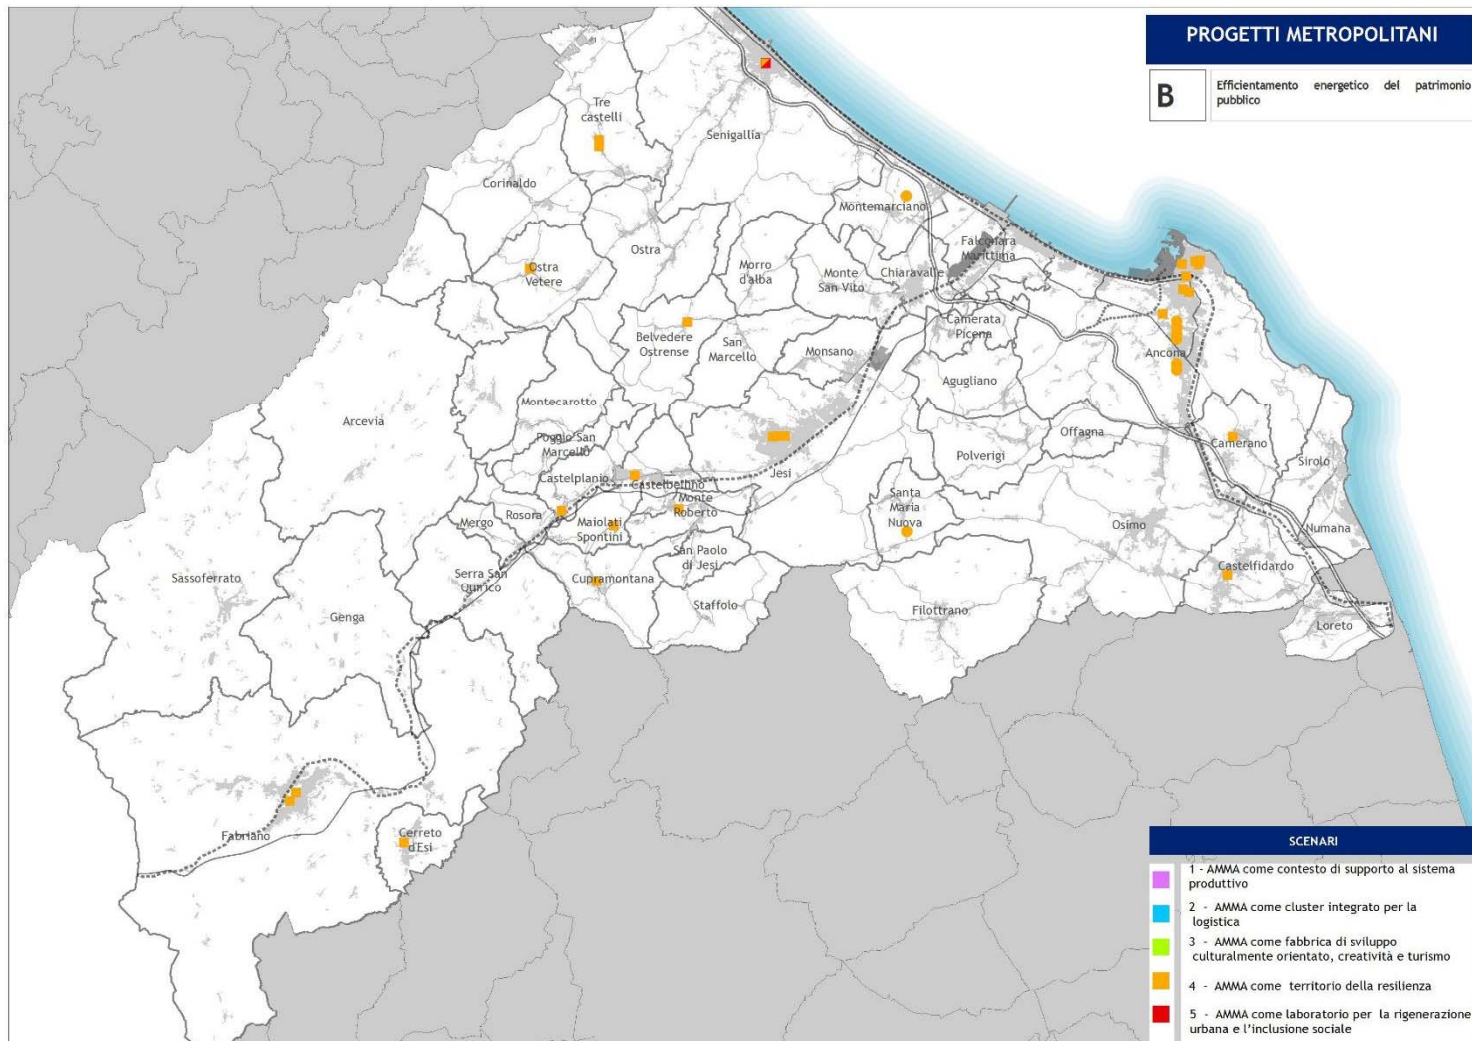 PROGETTI METROPOLITANI
B
Efficientamento energetico del patrimonio
pubblico
Tre
castelli
Senigallia
Corinaldo
Montemarciano
Ostra
Falconara
Marittima
Ostra
Vetere
Morro
d'alba
Monte
San Vito
Chiaravalle
Camerata
Picena
Belvedere
Ostrense
San
Marcello
Monsano
Ancona
Agugliano
Arcevia
Montecarotto
Poggio San
Marcello
Offagna
Camerano
Polverigi
Sirolo
Castelplanio
Castelbellino
Jesi
Monte
Roberto
Santa
Maria
Nuova
Mergo
Rosora
Maiolati
Spontini
Osimo
Numana
San Paolo
di Jesi
Castelfidardo
Sassoferrato
Serra San
Quirico
Cupramontana
Staffolo
Filottrano
Genga
Loreto
Fabriano
Cerreto
d'Esi
SCENARI
1 - AMMA come contesto di supporto al sistema
produttivo
2 - AMMA come cluster integrato per la
logistica
3 - AMMA come fabbrica di sviluppo
culturalmente orientato, creatività e turismo
4 - AMMA come territorio della resilienza
5 - AMMA come laboratorio per la rigenerazione
urbana e l'inclusione sociale